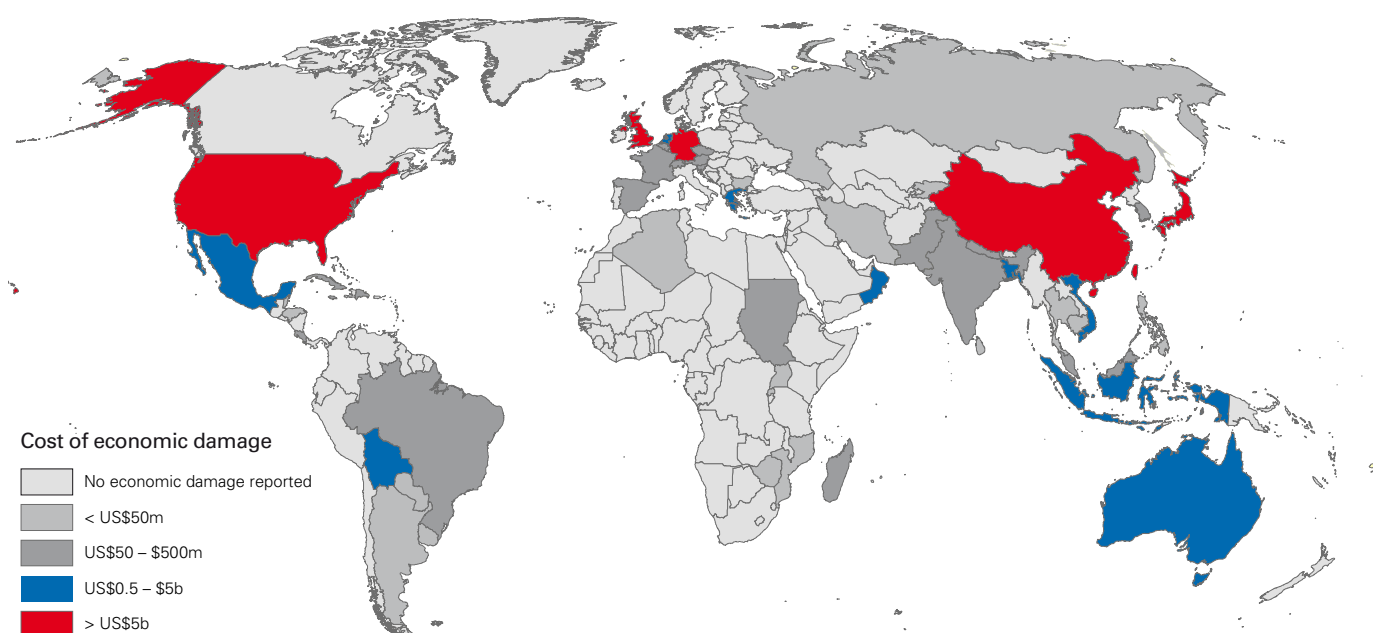 Cost of economic damage
No economic damage reported
< US$50m
US$50 – $500m
US$0.5 – $5b
> US$5b